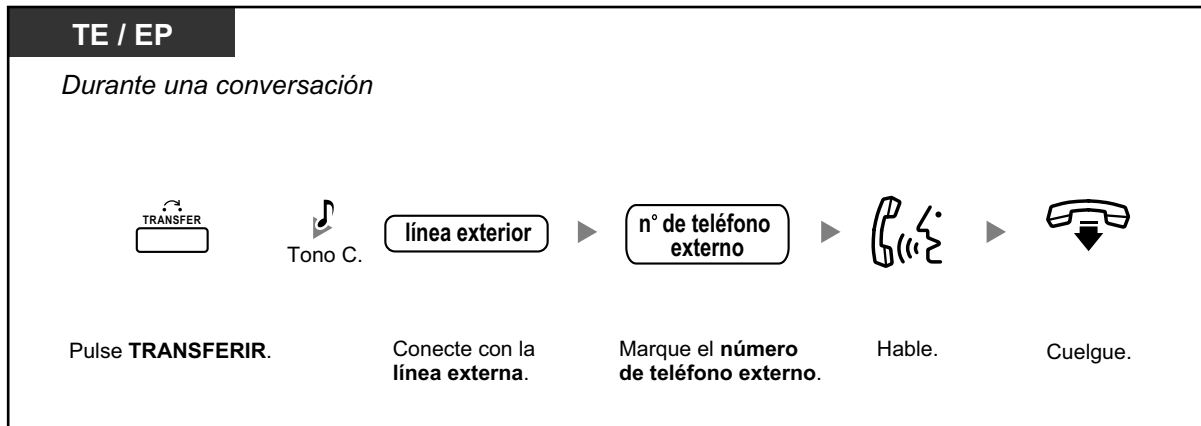 TE / EP
Durante una conversación
TRANSFER
Tono C.
línea exterior
n° de teléfono
externo
Pulse TRANSFERIR.
Conecte con la
línea externa.
Marque el número
de teléfono externo.
Hable.
Cuelgue.